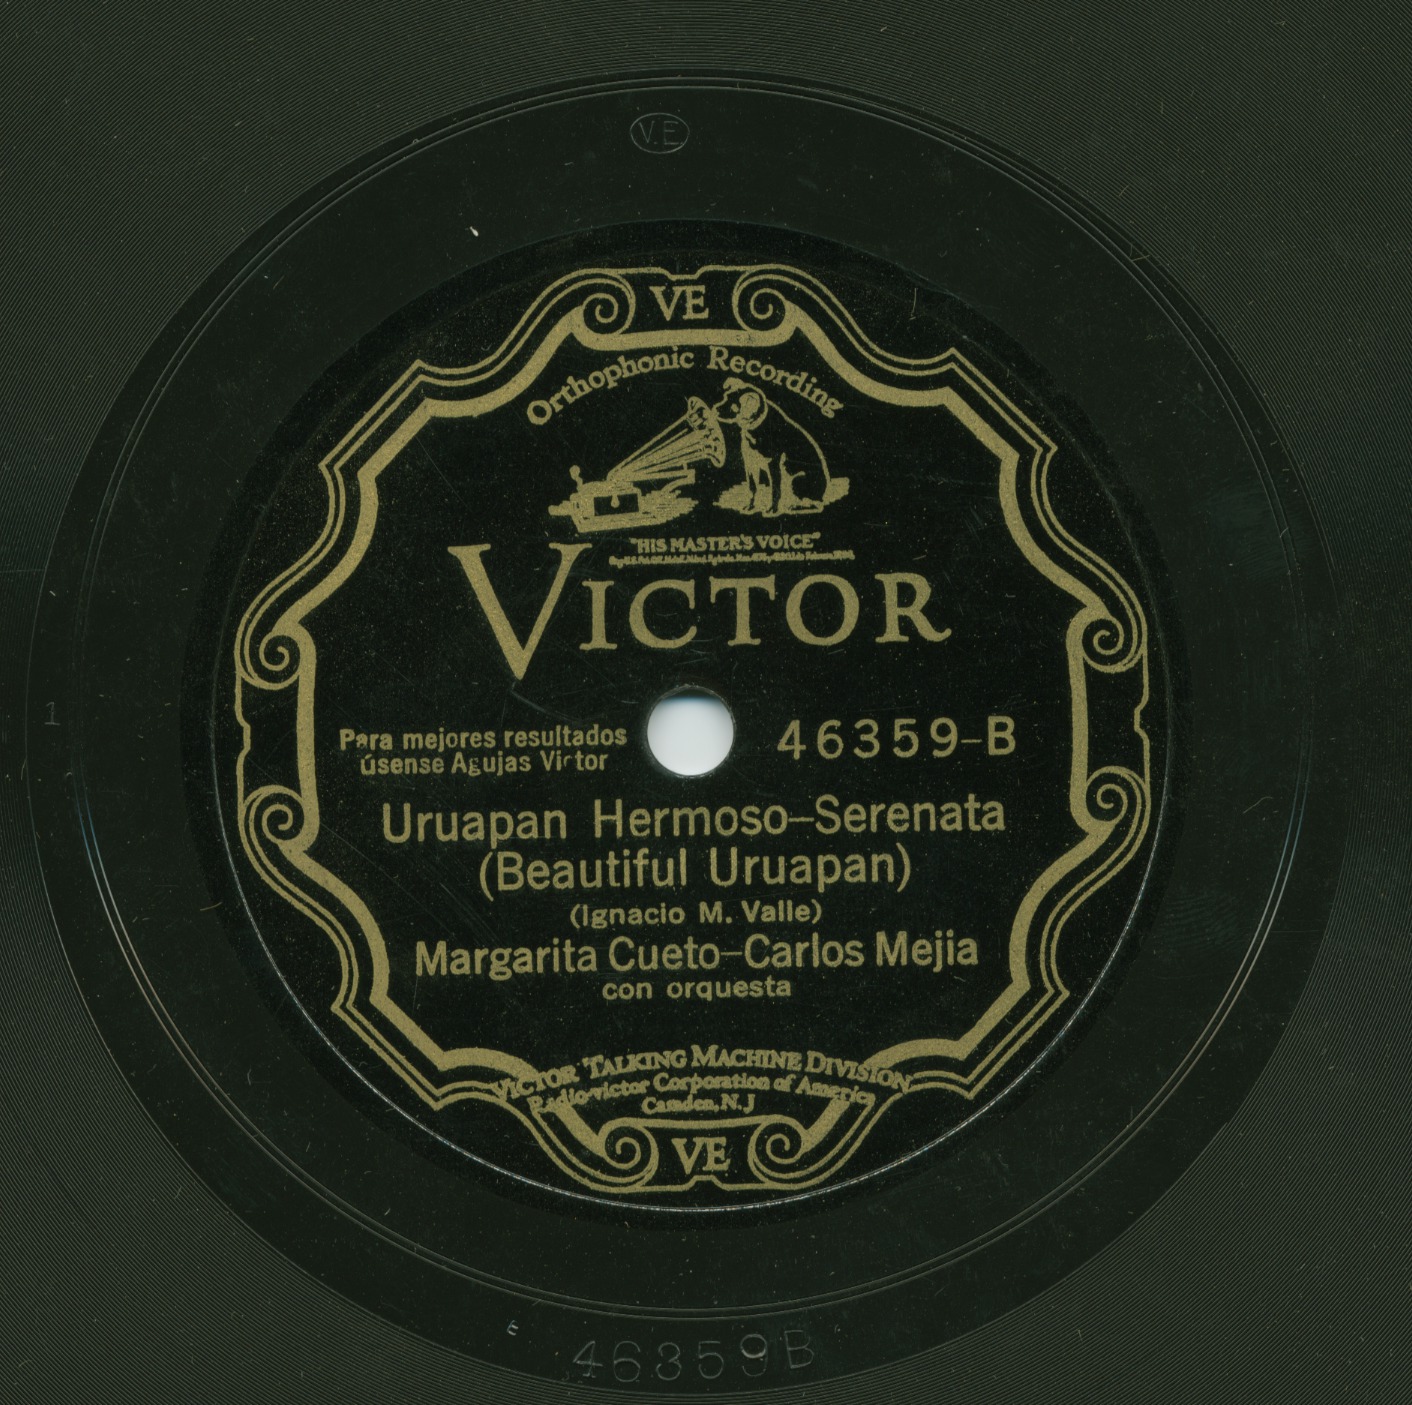 V.E
VE
Orthophonic Recording
"HIS MASTER'S VOICE"
VICTOR
Para mejores resultados
úsense Agujas Victor
46359-B
Uruapan Hermoso-Serenata
(Beautiful Uruapan)
(Ignacio M. Valle)
Margarita Cueto-Carlos Mejia
con orquesta
VICTOR TALKING MACHINE DIVISION
Radio-victor Corporation of America
Camden, N.J
VE
1
E
46359B